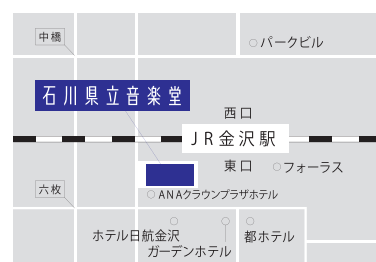 中橋
パークビル
石川県立音楽堂
西口
JR金沢駅
東口
フォーラス
六枚
ANAクラウンプラザホテル
ホテル日航金沢
都ホテル
ガーデンホテル